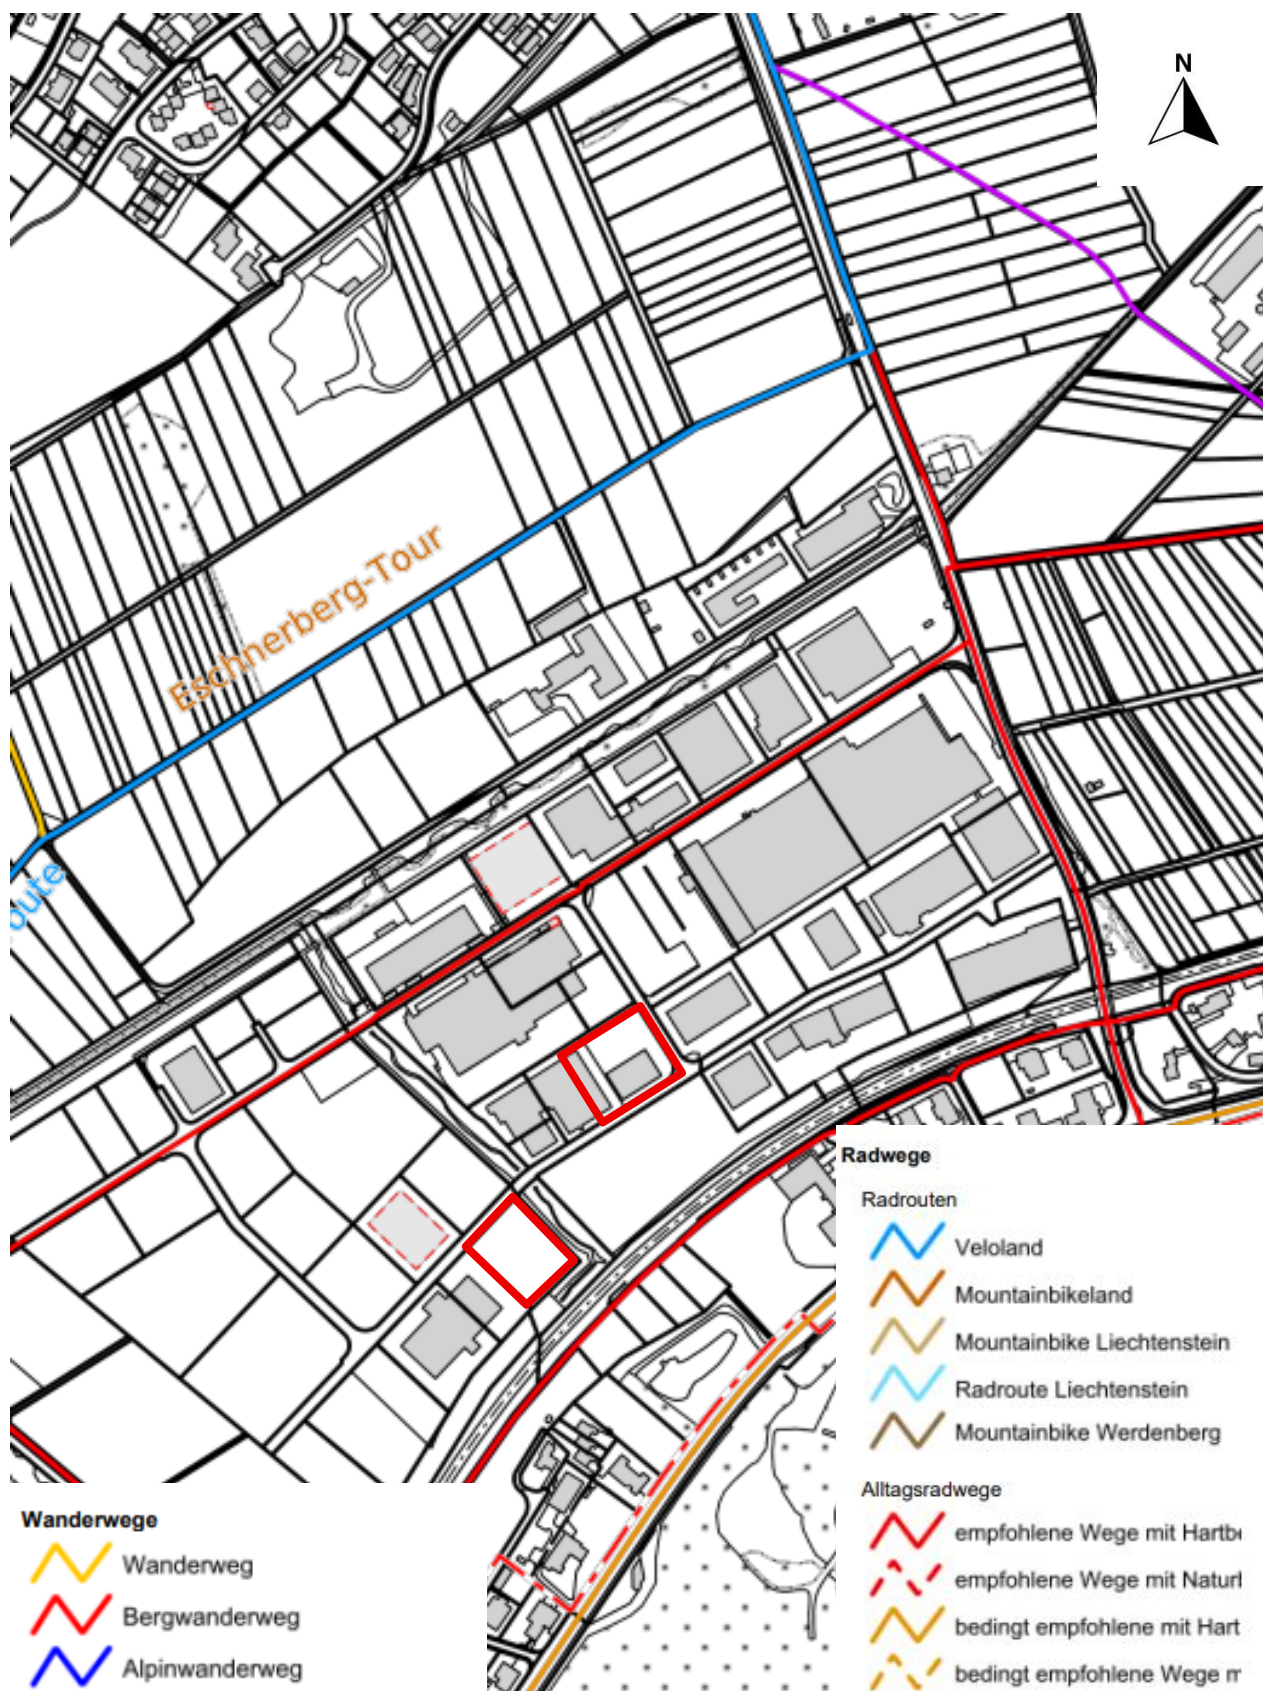 N
Eschnerberg-Tour
oute
Radwege
Radrouten
Veloland
Mountainbikeland
Mountainbike Liechtenstein
Radroute Liechtenstein
Mountainbike Werdenberg
Alltagsradwege
empfohlene Wege mit Hartb
empfohlene Wege mit Natur
bedingt empfohlene mit Hart
bedingt empfohlene Wege m
Wanderwege
Wanderweg
Bergwanderweg
Alpinwanderweg